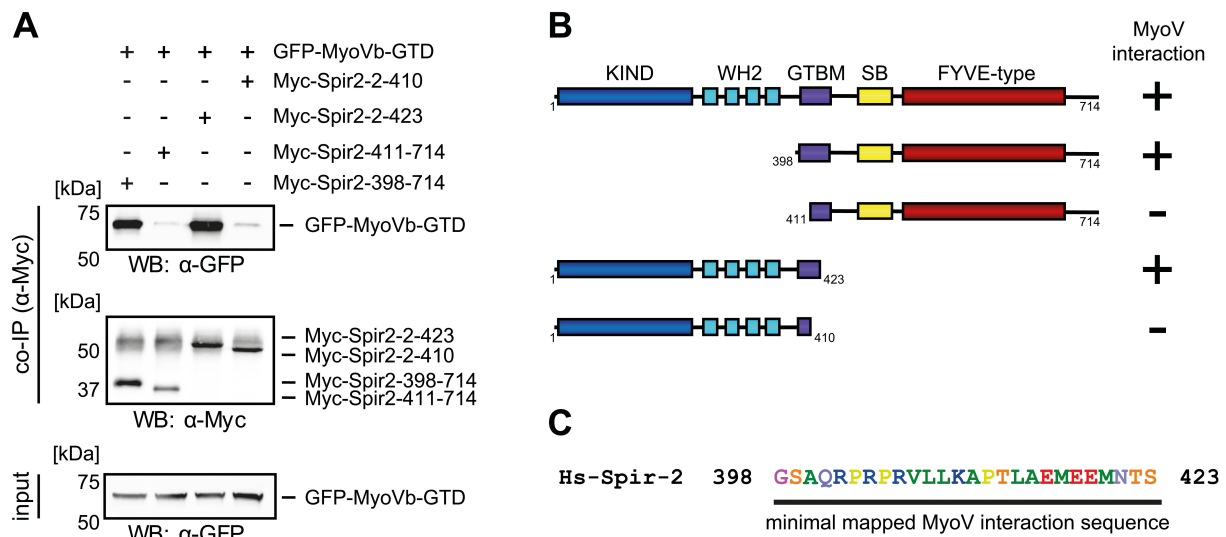 A
+ + + + GFP-MyoVb-GTD
- - - + Myc-Spir2-2-410
- - + - Myc-Spir2-2-423
- + - - Myc-Spir2-411-714
+ - - - Myc-Spir2-398-714
[kDa]
co-IP (α-Myc)
75
50
GFP-MyoVb-GTD
WB: α-GFP
50
37
Myc-Spir2-2-423
Myc-Spir2-2-410
Myc-Spir2-398-714
Myc-Spir2-411-714
WB: α-Myc
input
[kDa]
75
50
GFP-MyoVb-GTD
WB: α-GFP
B
MyoV
interaction
KIND WH2 GTBM SB FYVE-type
1 714 +
398 714 +
411 714 -
1 423 +
1 410 -
C
Hs-Spir-2 398 GSAQRPRPRVLLKAPTLAEMEEMNTS 423
minimal mapped MyoV interaction sequence